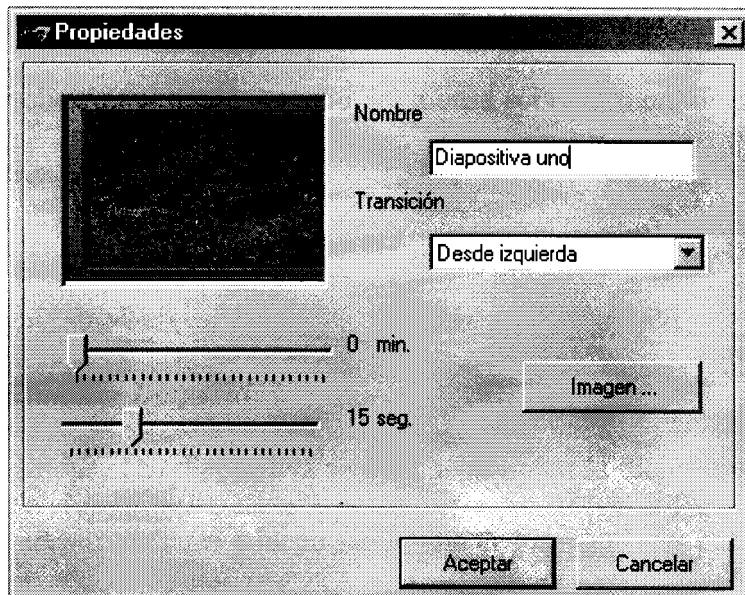 Propiedades
Nombre
Diapositiva uno
Transición
Desde izquierda
0 min.
Imagen ...
15 seg.
Aceptar Cancelar